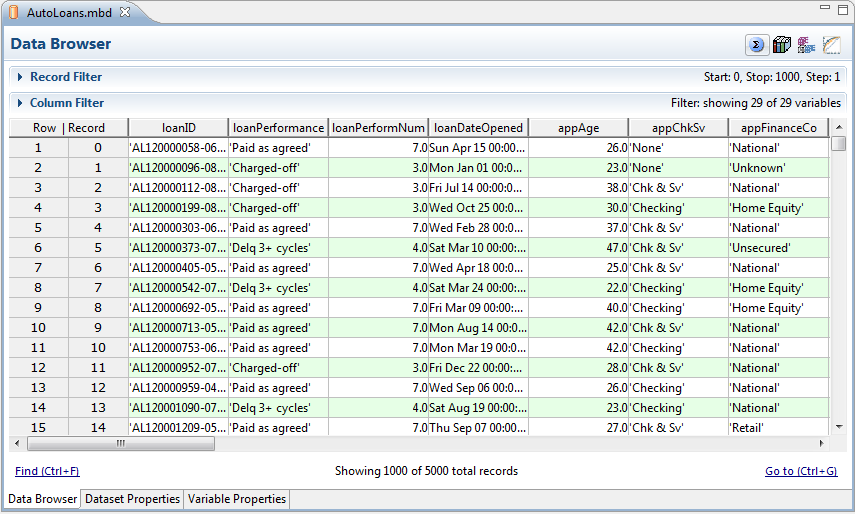 AutoLoans.mbd
Data Browser
Σ
Record Filter Start: 0, Stop: 1000, Step: 1
Column Filter Filter: showing 29 of 29 variables
Row | Record loanID loanPerformance loanPerformNum loanDateOpened appAge appChkSv appFinanceCo
1 0 'AL120000058-06... 'Paid as agreed' 7.0 Sun Apr 15 00:00:... 26.0 'None' 'National'
2 1 'AL120000096-08... 'Charged-off' 3.0 Mon Jan 01 00:00:... 23.0 'None' 'Unknown'
3 2 'AL120000112-08... 'Charged-off' 3.0 Fri Jul 14 00:00:0... 38.0 'Chk & Sv' 'National'
4 3 'AL120000199-08... 'Charged-off' 3.0 Wed Oct 25 00:0... 30.0 'Checking' 'Home Equity'
5 4 'AL120000303-06... 'Paid as agreed' 7.0 Wed Feb 28 00:0... 37.0 'Chk & Sv' 'National'
6 5 'AL120000373-07... 'Delq 3+ cycles' 4.0 Sat Mar 10 00:00:... 47.0 'Chk & Sv' 'Unsecured'
7 6 'AL120000405-05... 'Paid as agreed' 7.0 Wed Apr 18 00:0... 25.0 'Chk & Sv' 'National'
8 7 'AL120000542-07... 'Delq 3+ cycles' 4.0 Sat Mar 24 00:00:... 22.0 'Checking' 'Home Equity'
9 8 'AL120000692-05... 'Paid as agreed' 7.0 Fri Mar 09 00:00:... 40.0 'Checking' 'Home Equity'
10 9 'AL120000713-05... 'Paid as agreed' 7.0 Mon Aug 14 00:0... 42.0 'Chk & Sv' 'National'
11 10 'AL120000753-06... 'Paid as agreed' 7.0 Mon Mar 19 00:0... 42.0 'Checking' 'National'
12 11 'AL120000952-07... 'Charged-off' 3.0 Fri Dec 22 00:00:... 28.0 'Chk & Sv' 'National'
13 12 'AL120000959-04... 'Paid as agreed' 7.0 Wed Sep 06 00:0... 26.0 'Checking' 'National'
14 13 'AL120001090-07... 'Delq 3+ cycles' 4.0 Sat Aug 19 00:00:... 23.0 'Checking' 'National'
15 14 'AL120001209-05... 'Paid as agreed' 7.0 Thu Sep 07 00:00... 27.0 'Chk & Sv' 'Retail'
Find (Ctrl+F) Showing 1000 of 5000 total records Go to (Ctrl+G)
Data Browser Dataset Properties Variable Properties